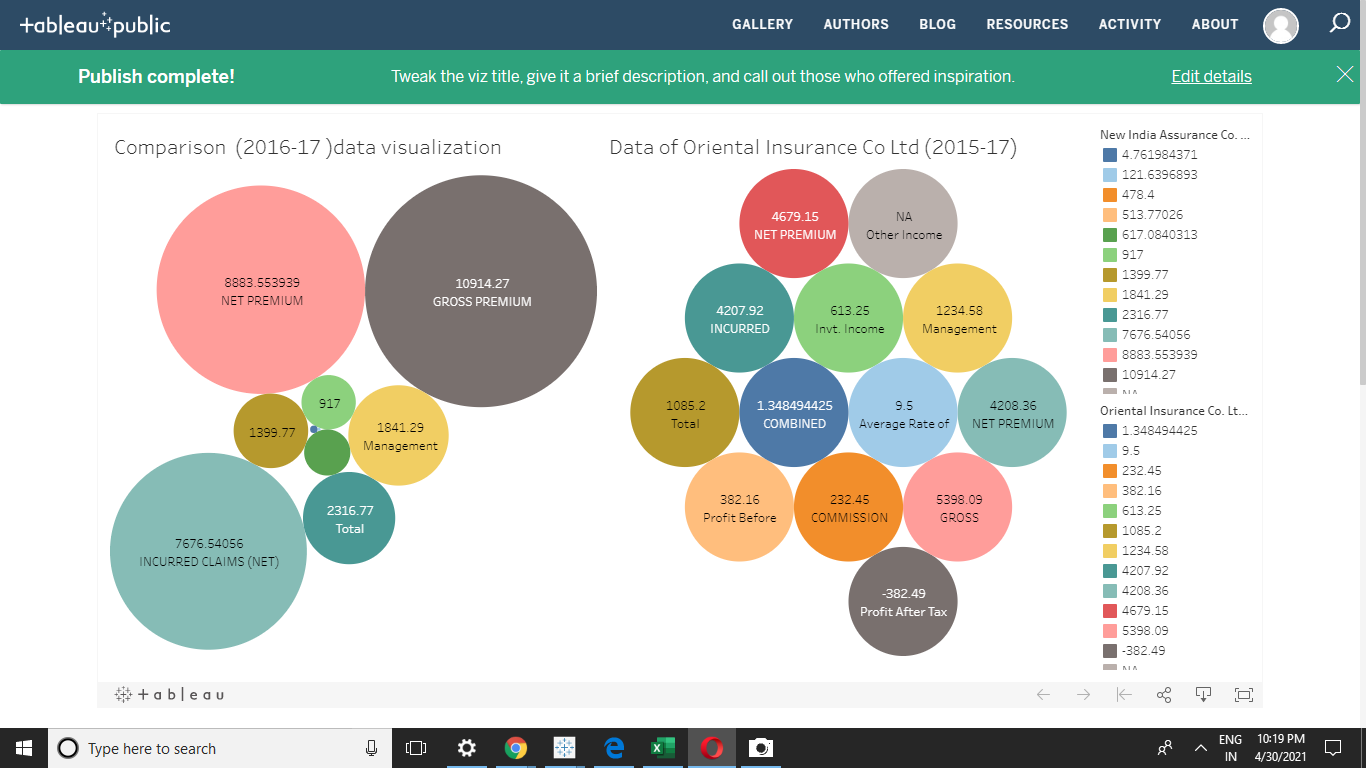 tableau public
GALLERY AUTHORS BLOG RESOURCES ACTIVITY ABOUT
Publish complete!
Tweak the viz title, give it a brief description, and call out those who offered inspiration.
Edit details
Comparison (2016-17 )data visualization
8883.553939
NET PREMIUM
10914.27
GROSS PREMIUM
917
1399.77
1841.29
Management
2316.77
Total
7676.54056
INCURRED CLAIMS (NET)
Data of Oriental Insurance Co Ltd (2015-17)
4679.15
NET PREMIUM
NA
Other Income
4207.92
INCURRED
613.25
Invt. Income
1234.58
Management
1085.2
Total
1.348494425
COMBINED
9.5
Average Rate of
4208.36
NET PREMIUM
382.16
Profit Before
232.45
COMMISSION
5398.09
GROSS
-382.49
Profit After Tax
New India Assurance Co. ...
4.761984371
121.6396893
478.4
513.77026
617.0840313
917
1399.77
1841.29
2316.77
7676.54056
8883.553939
10914.27
NA
Oriental Insurance Co. Lt...
1.348494425
9.5
232.45
382.16
613.25
1085.2
1234.58
4207.92
4208.36
4679.15
5398.09
-382.49
NA
tableau
Type here to search
ENG
IN
10:19 PM
4/30/2021